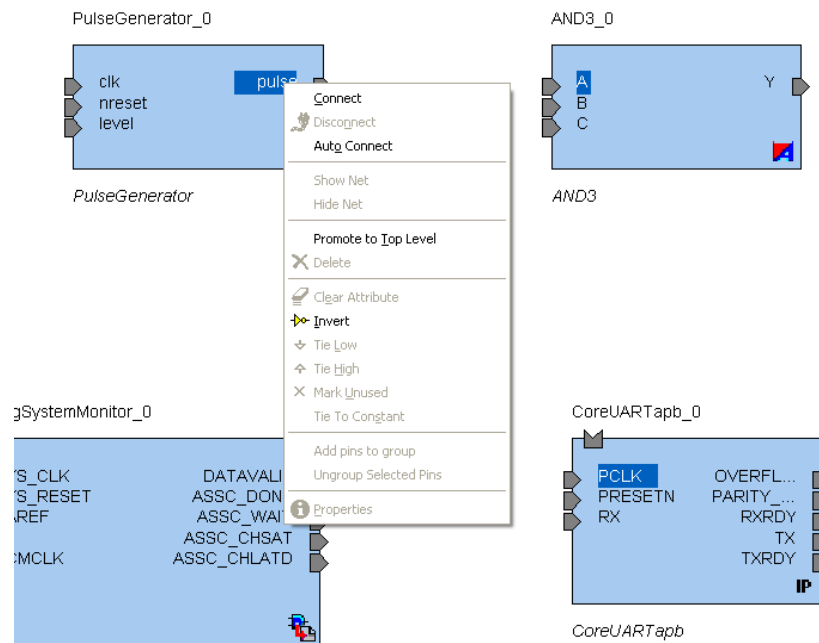 PulseGenerator_0
AND3_0
clk
nreset
level
puls
A
B
C
Y
PulseGenerator
AND3
Connect
Disconnect
Auto Connect
Show Net
Hide Net
Promote to Top Level
Delete
Clear Attribute
Invert
Tie Low
Tie High
Mark Unused
Tie To Constant
Add pins to group
Ungroup Selected Pins
Properties
gSystemMonitor_0
YS_CLK
YS_RESET
AREF
CMCLK
DATAVALI
ASSC_DON
ASSC_WAI
ASSC_CHSAT
ASSC_CHLATD
CoreUARTapb_0
PCLK
PRESETN
RX
OVERFL...
PARITY_...
RXRDY
TX
TXRDY
IP
CoreUARTapb